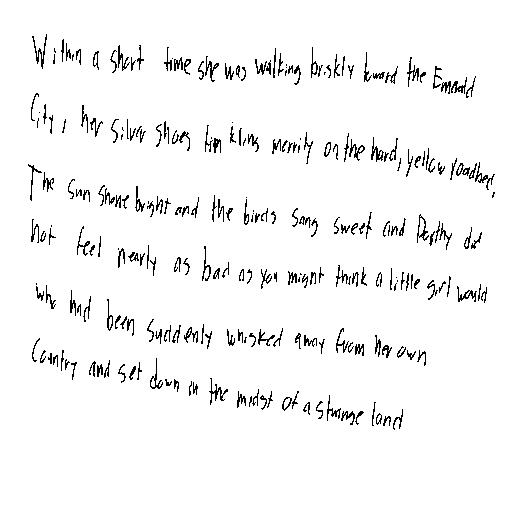 Within a short time she was walking briskly toward the Emerald
City, her silver shoes tinkling merrily on the hard, yellow roadbed.
The sun shone bright and the birds sang sweet and Dorothy did
not feel nearly as bad as you might think a little girl would
who had been suddenly whisked away from her own
country and set down in the midst of a strange land